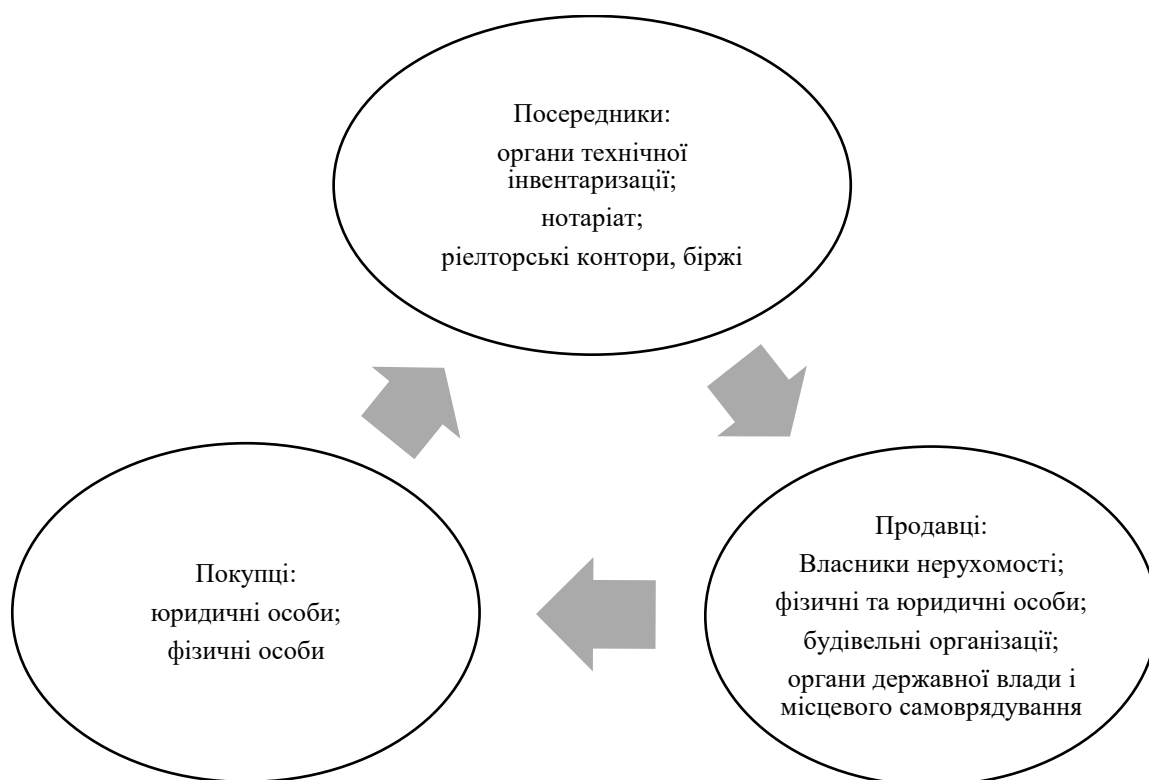 Посередники:
органи технічної
інвентаризації;
нотаріат;
ріелторські контори, біржі
Продавці:
Власники нерухомості;
фізичні та юридичні особи;
будівельні організації;
органи державної влади і
місцевого самоврядування
Покупці:
юридичні особи;
фізичні особи